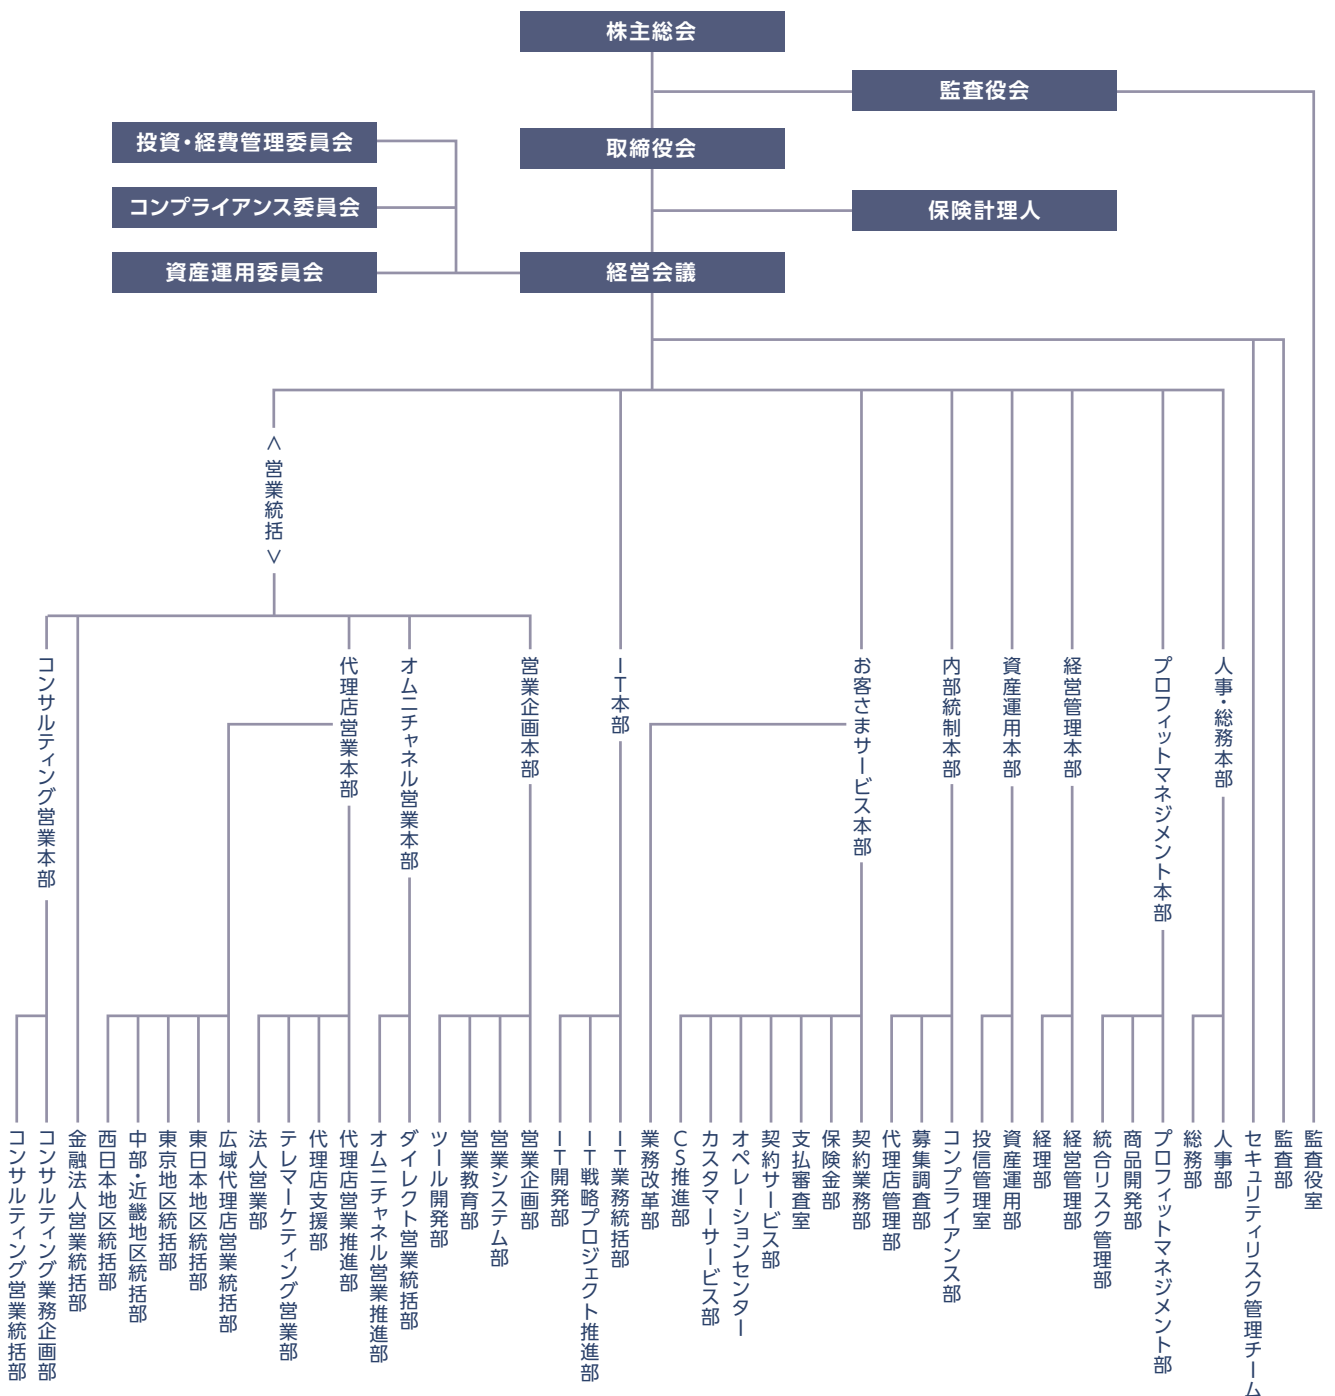 株主総会
監査役会
投資・経費管理委員会
取締役会
コンプライアンス委員会
保険計理人
資産運用委員会
経営会議
＜営業統括＞
コンサルティング営業本部
代理店営業本部
オムニチャネル営業本部
営業企画本部
IT本部
お客さまサービス本部
内部統制本部
資産運用本部
経営管理本部
プロフィットマネジメント本部
人事・総務本部
コンサルティング営業統括部
コンサルティング業務企画部
金融法人営業統括部
西日本地区統括部
中部・近畿地区統括部
東京地区統括部
東日本地区統括部
広域代理店営業統括部
法人営業部
テレマーケティング営業部
代理店支援部
代理店営業推進部
オムニチャネル営業推進部
ダイレクト営業統括部
ツール開発部
営業教育部
営業システム部
営業企画部
IT開発部
IT戦略プロジェクト推進部
IT業務統括部
業務改革部
CS推進部
カスタマーサービス部
オペレーションセンター
契約サービス部
支払審査室
保険金部
契約業務部
代理店管理部
募集調査部
コンプライアンス部
投信管理室
資産運用部
経理部
経営管理部
統合リスク管理部
商品開発部
プロフィットマネジメント部
総務部
人事部
セキュリティリスク管理チーム
監査部
監査役室